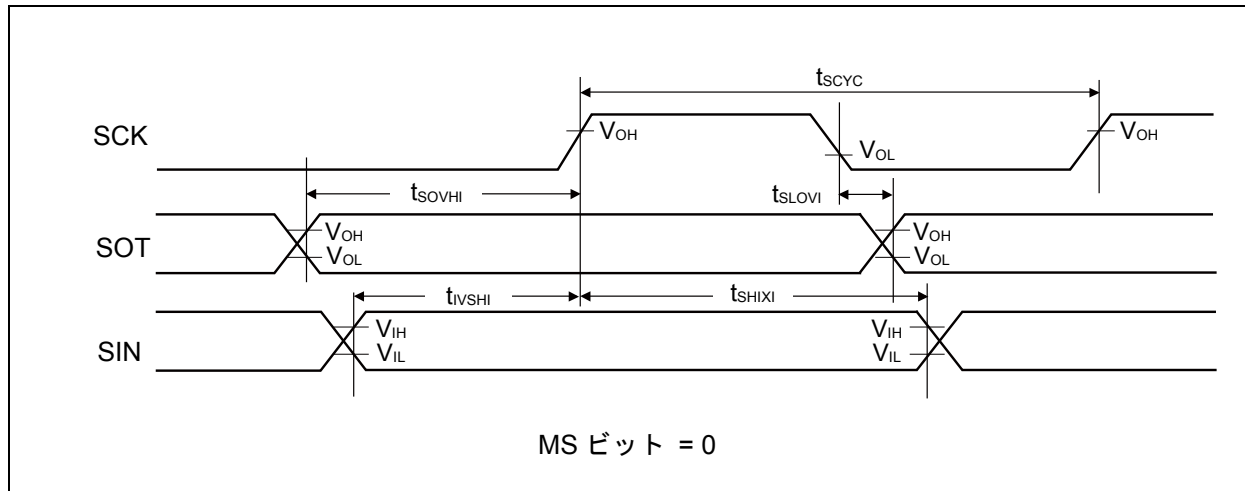 tSCYC
SCK
VOH
VOL
VOH
tSOVHI
tSLOVI
SOT
VOH
VOL
VOH
VOL
tIVSHI
tSHIXI
SIN
VIH
VIL
VIH
VIL
MS ビット = 0